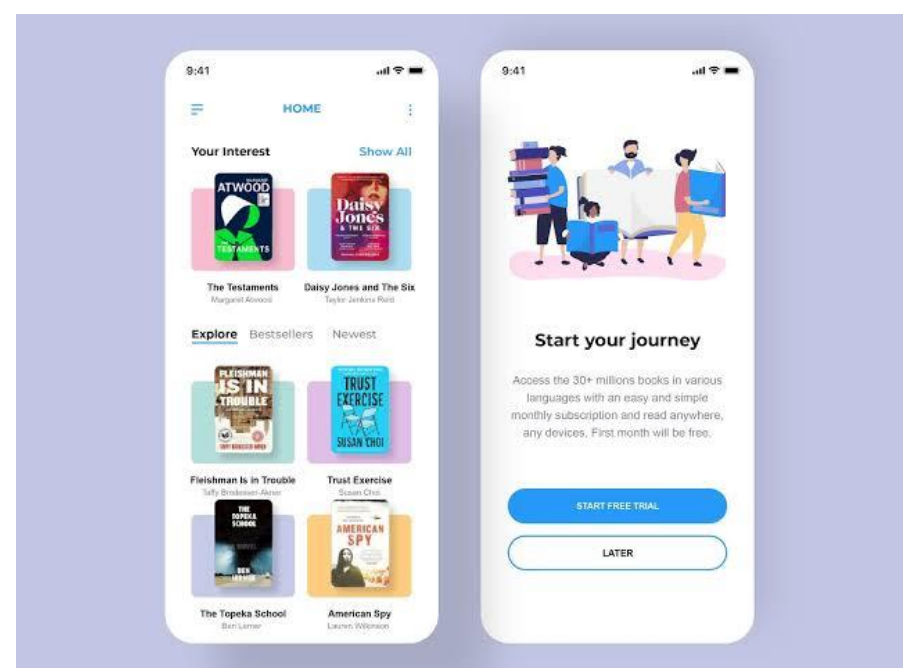 9:41
HOME
Your Interest
Show All
ATWOOD
THE
TESTAMENTS
Daisy
Jones
& THE SIX
The Testaments
Margaret Atwood
Daisy Jones and The Six
Taylor Jenkins Reid
Explore
Bestsellers
Newest
FLEISHMAN
IS IN
TROUBLE
TAFFY BRODESSER-AKNER
TRUST
EXERCISE
SUSAN CHOI
Fleishman Is in Trouble
Taffy Brodesser-Akner
Trust Exercise
Susan Choi
THE
TOPEKA
SCHOOL
A NOVEL
BEN
LERNER
AMERICAN
SPY
The Topeka School
Ben Lerner
American Spy
Lauren Wilkinson
9:41
Start your journey
Access the 30+ millions books in various
languages with an easy and simple
monthly subscription and read anywhere,
any devices. First month will be free.
START FREE TRIAL
LATER